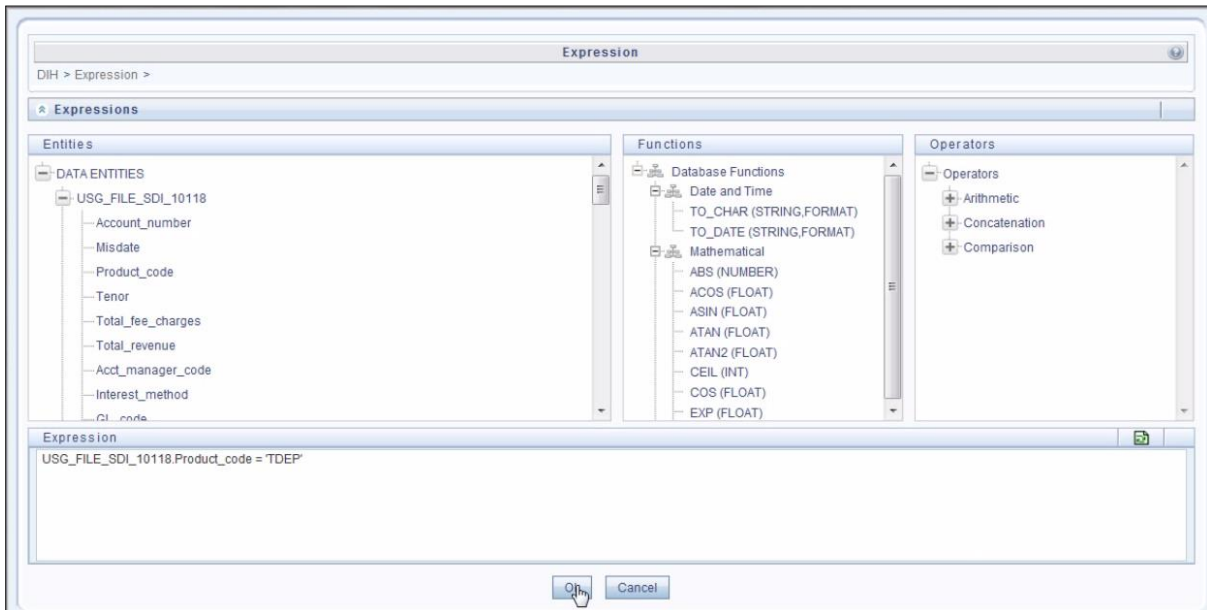 Expression
DIH > Expression >
Expressions
Entities
DATA ENTITIES
USG_FILE_SDI_10118
Account_number
Misdate
Product_code
Tenor
Total_fee_charges
Total_revenue
Acct_manager_code
Interest_method
GL_code
Functions
Database Functions
Date and Time
TO_CHAR (STRING,FORMAT)
TO_DATE (STRING,FORMAT)
Mathematical
ABS (NUMBER)
ACOS (FLOAT)
ASIN (FLOAT)
ATAN (FLOAT)
ATAN2 (FLOAT)
CEIL (INT)
COS (FLOAT)
EXP (FLOAT)
Operators
Operators
Arithmetic
Concatenation
Comparison
Expression
USG_FILE_SDI_10118.Product_code = 'TDEP'
Cancel